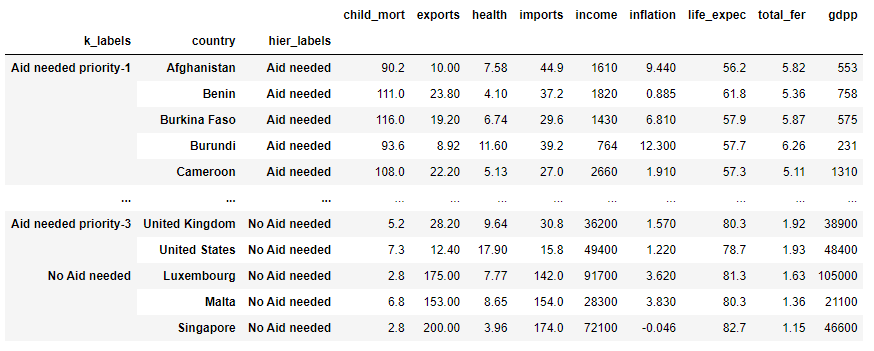 child_mort exports health imports income inflation life_expec total_fer gdpp
k_labels country hier_labels
Aid needed priority-1 Afghanistan Aid needed 90.2 10.00 7.58 44.9 1610 9.440 56.2 5.82 553
Benin Aid needed 111.0 23.80 4.10 37.2 1820 0.885 61.8 5.36 758
Burkina Faso Aid needed 116.0 19.20 6.74 29.6 1430 6.810 57.9 5.87 575
Burundi Aid needed 93.6 8.92 11.60 39.2 764 12.300 57.7 6.26 231
Cameroon Aid needed 108.0 22.20 5.13 27.0 2660 1.910 57.3 5.11 1310
... ... ... ... ... ... ... ... ... ... ... ...
Aid needed priority-3 United Kingdom No Aid needed 5.2 28.20 9.64 30.8 36200 1.570 80.3 1.92 38900
United States No Aid needed 7.3 12.40 17.90 15.8 49400 1.220 78.7 1.93 48400
No Aid needed Luxembourg No Aid needed 2.8 175.00 7.77 142.0 91700 3.620 81.3 1.63 105000
Malta No Aid needed 6.8 153.00 8.65 154.0 28300 3.830 80.3 1.36 21100
Singapore No Aid needed 2.8 200.00 3.96 174.0 72100 -0.046 82.7 1.15 46600